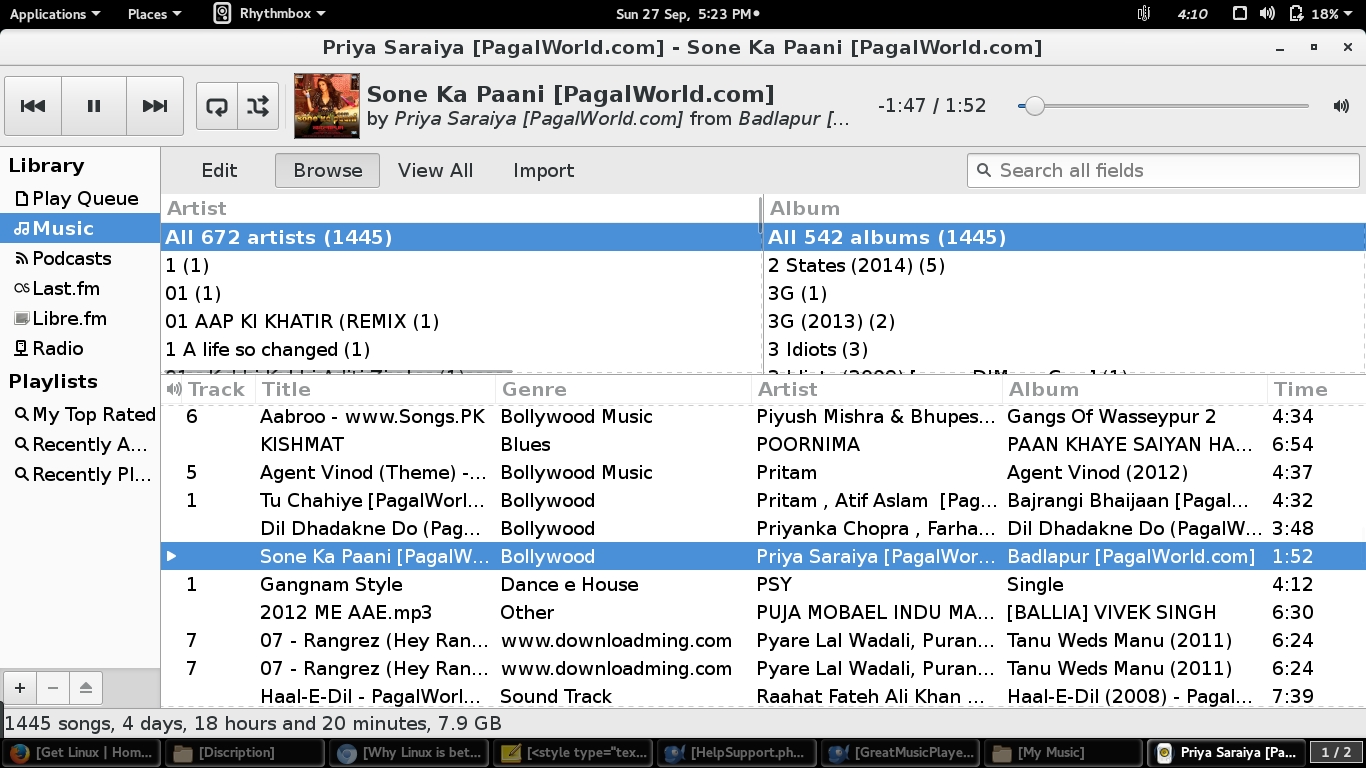 Applications Places Rhythmbox Sun 27 Sep, 5:23 PM 4:10 18%
Priya Saraiya [PagalWorld.com] - Sone Ka Paani [PagalWorld.com]
Sone Ka Paani [PagalWorld.com]
by Priya Saraiya [PagalWorld.com] from Badlapur [...
-1:47 / 1:52
Library
Play Queue
Music
Podcasts
Last.fm
Libre.fm
Radio
Playlists
My Top Rated
Recently A...
Recently Pl...
Edit Browse View All Import Search all fields
Artist
All 672 artists (1445)
1 (1)
01 (1)
01 AAP KI KHATIR (REMIX (1)
1 A life so changed (1)
Album
All 542 albums (1445)
2 States (2014) (5)
3G (1)
3G (2013) (2)
3 Idiots (3)
Track Title Genre Artist Album Time
6 Aabroo - www.Songs.PK Bollywood Music Piyush Mishra & Bhupes... Gangs Of Wasseypur 2 4:34
KISHMAT Blues POORNIMA PAAN KHAYE SAIYAN HA... 6:54
5 Agent Vinod (Theme) -... Bollywood Music Pritam Agent Vinod (2012) 4:37
1 Tu Chahiye [PagalWorl... Bollywood Pritam , Atif Aslam [Pag... Bajrangi Bhaijaan [Pagal... 4:32
Dil Dhadakne Do (Pag... Bollywood Priyanka Chopra , Farha... Dil Dhadakne Do (PagalW... 3:48
Sone Ka Paani [PagalW... Bollywood Priya Saraiya [PagalWor... Badlapur [PagalWorld.com] 1:52
1 Gangnam Style Dance e House PSY Single 4:12
2012 ME AAE.mp3 Other PUJA MOBAEL INDU MA... [BALLIA] VIVEK SINGH 6:30
7 07 - Rangrez (Hey Ran... www.downloadming.com Pyare Lal Wadali, Puran... Tanu Weds Manu (2011) 6:24
7 07 - Rangrez (Hey Ran... www.downloadming.com Pyare Lal Wadali, Puran... Tanu Weds Manu (2011) 6:24
Haal-E-Dil - PagalWorl... Sound Track Raahat Fateh Ali Khan ... Haal-E-Dil (2008) - Pagal... 7:39
1445 songs, 4 days, 18 hours and 20 minutes, 7.9 GB
[Get Linux | Hom... [Discription] [Why Linux is bet... [<style type="tex... [HelpSupport.ph... [GreatMusicPlaye... [My Music] Priya Saraiya [Pa... 1 / 2